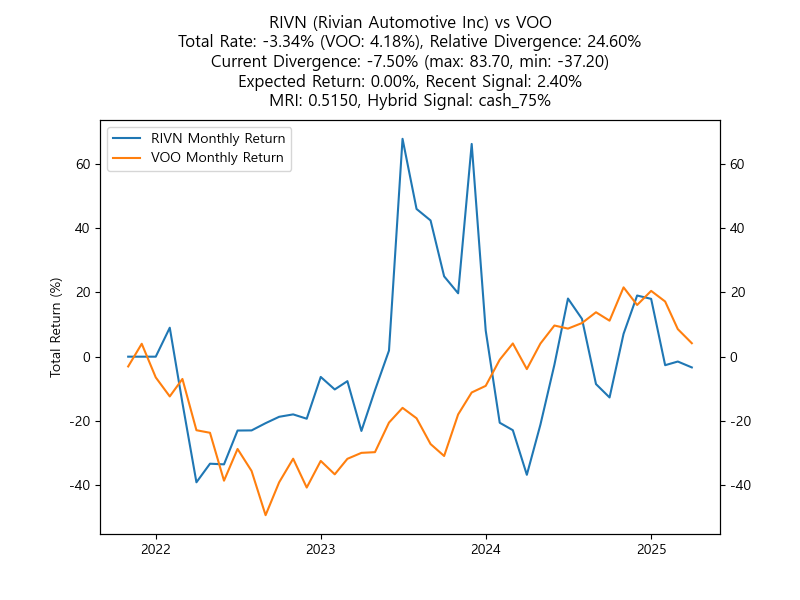 RIVN (Rivian Automotive Inc) vs VOO
Total Rate: -3.34% (VOO: 4.18%), Relative Divergence: 24.60%
Current Divergence: -7.50% (max: 83.70, min: -37.20)
Expected Return: 0.00%, Recent Signal: 2.40%
MRI: 0.5150, Hybrid Signal: cash_75%
RIVN Monthly Return
VOO Monthly Return
Total Return (%)
60 60
40 40
20 20
0 0
-20 -20
-40 -40
2022 2023 2024 2025